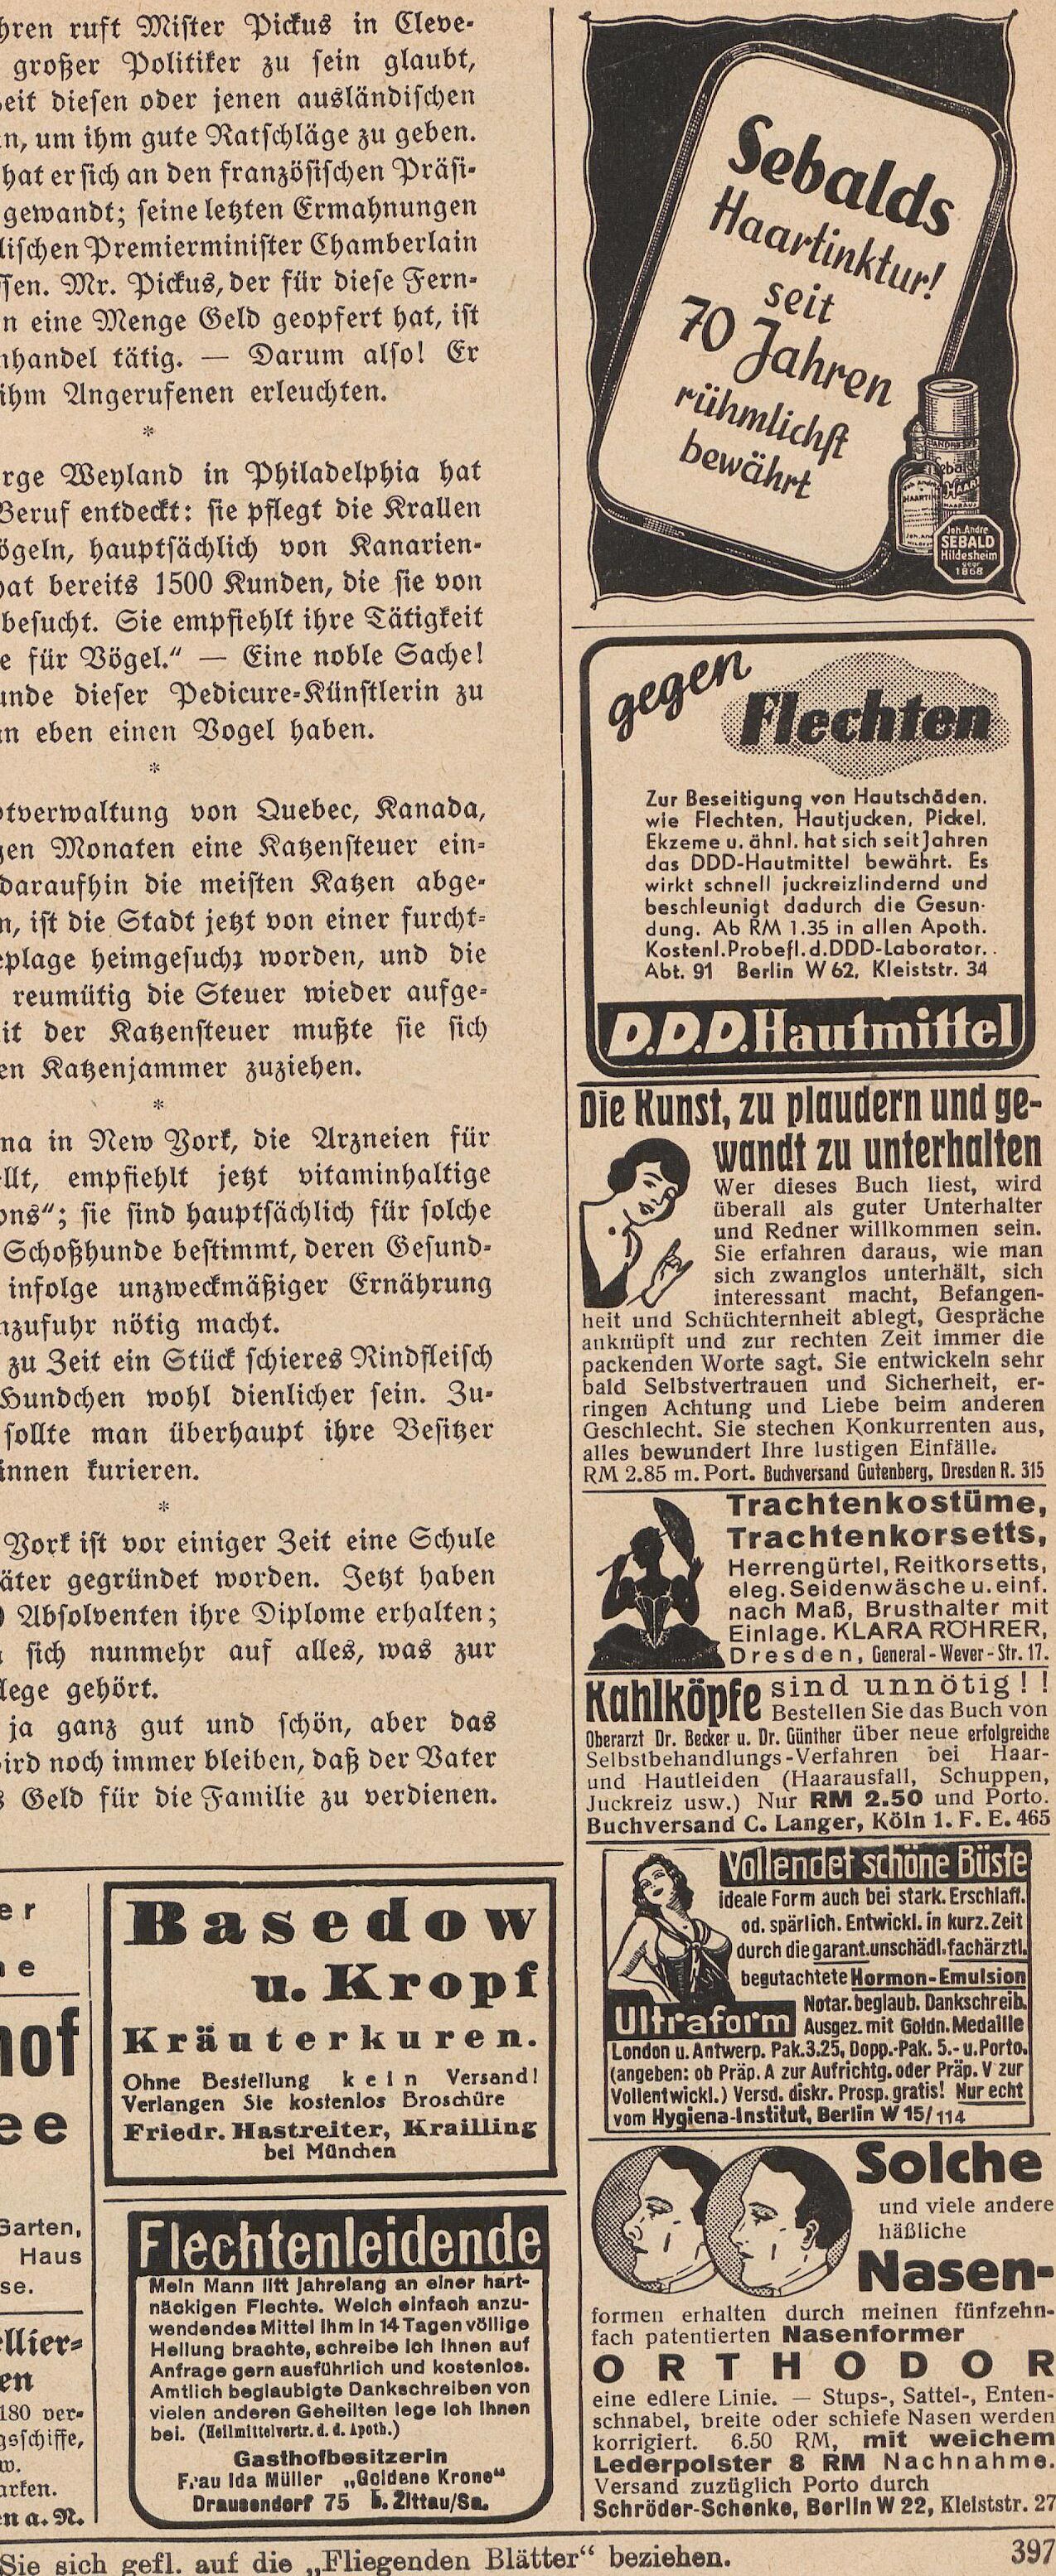 hren ruft Miſter Pickus in Cleve-
großer Politiker zu ſein glaubt,
eit dieſen oder jenen ausländiſchen
n, um ihm gute Ratſchläge zu geben.
hat er ſich an den franzöſiſchen Präſi-
gewandt; ſeine letzten Ermahnungen
liſchen Premierminiſter Chamberlain
ſſen. Mr. Pickus, der für dieſe Fern-
n eine Menge Geld geopfert hat, iſt
nhandel tätig. — Darum alſo! Er
ihm Angerufenen erleuchten.
*
rge Weyland in Philadelphia hat
Beruf entdeckt: ſie pflegt die Krallen
ögeln, hauptſächlich von Kanarien-
hat bereits 1500 Kunden, die ſie von
beſucht. Sie empfiehlt ihre Tätigkeit
e für Vögel.“ — Eine noble Sache!
unde dieſer Pedicure-Künſtlerin zu
n eben einen Vogel haben.
*
tverwaltung von Quebec, Kanada,
gen Monaten eine Katzenſteuer ein-
daraufhin die meiſten Katzen abge-
n, iſt die Stadt jetzt von einer furcht-
eplage heimgeſucht worden, und die
reumütig die Steuer wieder aufge-
it der Katzenſteuer mußte ſie ſich
en Katzenjammer zuziehen.
*
na in New York, die Arzneien für
llt, empfiehlt jetzt vitaminhaltige
ons“; ſie ſind hauptſächlich für ſolche
Schoßhunde beſtimmt, deren Geſund-
infolge unzweckmäßiger Ernährung
nzufuhr nötig macht.
zu Zeit ein Stück ſchieres Rindfleiſch
Hundchen wohl dienlicher ſein. Zu-
ſollte man überhaupt ihre Beſitzer
innen kurieren.
*
York iſt vor einiger Zeit eine Schule
äter gegründet worden. Jetzt haben
Abſolventen ihre Diplome erhalten;
ſich nunmehr auf alles, was zur
lege gehört.
ja ganz gut und ſchön, aber das
ird noch immer bleiben, daß der Vater
s Geld für die Familie zu verdienen.
er
e
hof
ee
Garten,
Haus
se.
llier-
en
180 ver-
gsſchiffe,
w.
arken.
n a. N.
Basedow
u. Kropf
Kräuterkuren.
Ohne Bestellung kein Versand!
Verlangen Sie kostenlos Broschüre
Friedr. Hastreiter, Krailling
bei München
Flechtenleidende
Mein Mann litt jahrelang an einer hart-
näckigen Flechte. Welch einfach anzu-
wendendes Mittel ihm in 14 Tagen völlige
Heilung brachte, schreibe ich Ihnen auf
Anfrage gern ausführlich und kostenlos.
Amtlich beglaubigte Dankschreiben von
vielen anderen Geheilten lege ich Ihnen
bei. (Heilmittelvertr. d. d. Apoth.)
Gasthofbesitzerin
Frau Ida Müller „Goldene Krone“
Drausendorf 75 b. Zittau/Sa.
Sebalds
Haartinktur!
seit
70 Jahren
rühmlichst
bewährt
Joh. Andre
SEBALD
Hildesheim
gegr
1868
gegen
Flechten
Zur Beseitigung von Hautschäden.
wie Flechten, Hautjucken, Pickel,
Ekzeme u. ähnl. hat sich seit Jahren
das DDD-Hautmittel bewährt. Es
wirkt schnell juckreizlindernd und
beschleunigt dadurch die Gesun-
dung. Ab RM 1.35 in allen Apoth.
Kostenl. Probefl. d. DDD-Laborator..
Abt. 91 Berlin W 62, Kleiststr. 34
D.D.D. Hautmittel
Die Kunst, zu plaudern und ge-
wandt zu unterhalten
Wer dieses Buch liest, wird
überall als guter Unterhalter
und Redner willkommen sein.
Sie erfahren daraus, wie man
sich zwanglos unterhält, sich
interessant macht, Befangen-
heit und Schüchternheit ablegt, Gespräche
anknüpft und zur rechten Zeit immer die
packenden Worte sagt. Sie entwickeln sehr
bald Selbstvertrauen und Sicherheit, er-
ringen Achtung und Liebe beim anderen
Geschlecht. Sie stechen Konkurrenten aus,
alles bewundert Ihre lustigen Einfälle.
RM 2.85 m. Port. Buchversand Gutenberg, Dresden R. 315
Trachtenkostüme,
Trachtenkorsetts,
Herrengürtel, Reitkorsetts,
eleg. Seidenwäsche u. einf.
nach Maß, Brusthalter mit
Einlage. KLARA RÖHRER,
Dresden, General-Wever-Str. 17.
Kahlköpfe sind unnötig!!
Bestellen Sie das Buch von
Oberarzt Dr. Becker u. Dr. Günther über neue erfolgreiche
Selbstbehandlungs-Verfahren bei Haar-
und Hautleiden (Haarausfall, Schuppen,
Juckreiz usw.) Nur RM 2.50 und Porto.
Buchversand C. Langer, Köln 1. F. E. 465
Vollendet schöne Büste
ideale Form auch bei stark. Erschlaff.
od. spärlich. Entwickl. in kurz. Zeit
durch die garant. unschädl. fachärztl.
begutachtete Hormon-Emulsion
Ultraform
Notar. beglaub. Dankschreib.
Ausgez. mit Goldn. Medaille
London u. Antwerp. Pak. 3.25, Dopp.-Pak. 5.- u. Porto.
(angeben: ob Präp. A zur Aufrichtg. oder Präp. V zur
Vollentwickl.) Versd. diskr. Prosp. gratis! Nur echt
vom Hygiena-Institut, Berlin W 15/114
Solche
und viele andere
häßliche
Nasen-
formen erhalten durch meinen fünfzehn-
fach patentierten Nasenformer
ORTHODOR
eine edlere Linie. — Stups-, Sattel-, Enten-
schnabel, breite oder schiefe Nasen werden
korrigiert. 6.50 RM, mit weichem
Lederpolster 8 RM Nachnahme.
Versand zuzüglich Porto durch
Schröder-Schenke, Berlin W 22, Kleiststr. 27
Sie sich gefl. auf die „Fliegenden Blätter“ beziehen.
397